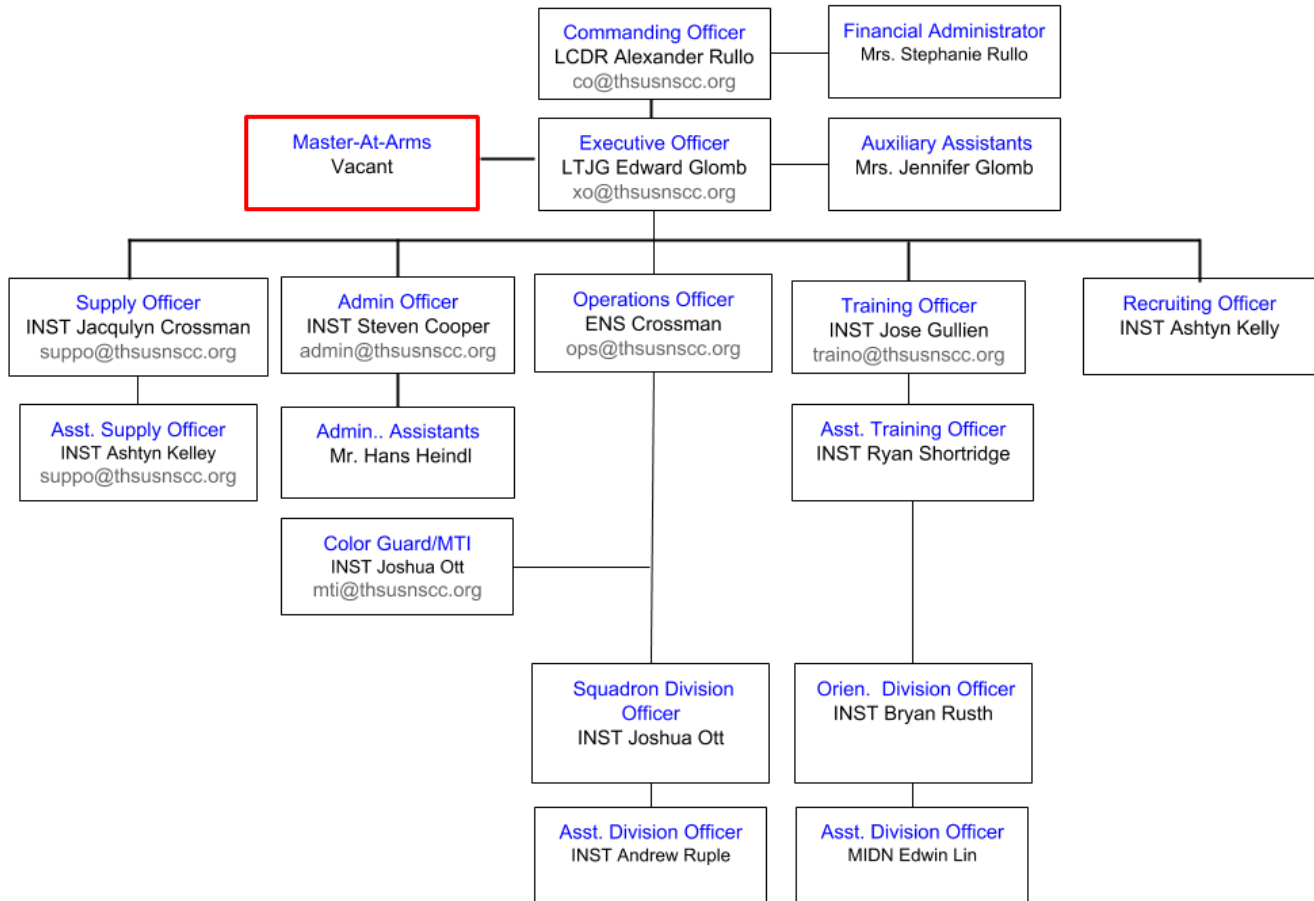 Commanding Officer
LCDR Alexander Rullo
co@thsusnscc.org
Financial Administrator
Mrs. Stephanie Rullo
Master-At-Arms
Vacant
Executive Officer
LTJG Edward Glomb
xo@thsusnscc.org
Auxiliary Assistants
Mrs. Jennifer Glomb
Supply Officer
INST Jacqulyn Crossman
suppo@thsusnscc.org
Admin Officer
INST Steven Cooper
admin@thsusnscc.org
Operations Officer
ENS Crossman
ops@thsusnscc.org
Training Officer
INST Jose Gullien
traino@thsusnscc.org
Recruiting Officer
INST Ashtyn Kelly
Asst. Supply Officer
INST Ashtyn Kelley
suppo@thsusnscc.org
Admin.. Assistants
Mr. Hans Heindl
Asst. Training Officer
INST Ryan Shortridge
Color Guard/MTI
INST Joshua Ott
mti@thsusnscc.org
Squadron Division
Officer
INST Joshua Ott
Orien. Division Officer
INST Bryan Rusth
Asst. Division Officer
INST Andrew Ruple
Asst. Division Officer
MIDN Edwin Lin